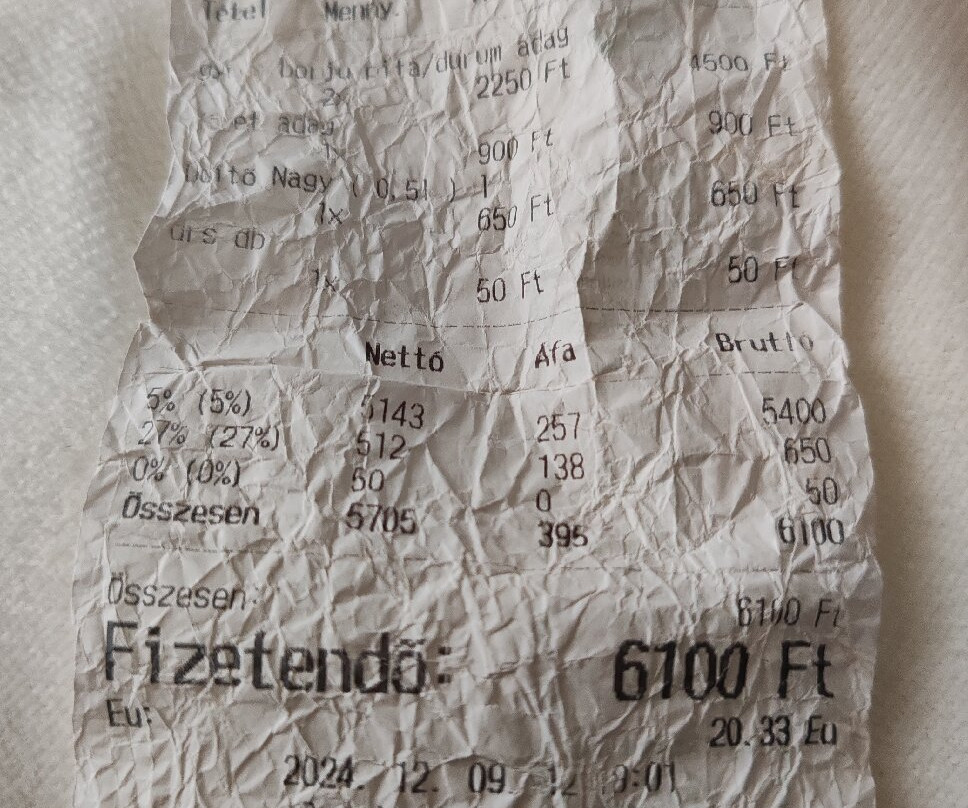 Tétel Menny.
borjú pita/durum adag
2x 2250 Ft 4500 Ft
adag
1x 900 Ft 900 Ft
Nagy ( 0,5l ) 1
1x 650 Ft 650 Ft
db
1x 50 Ft 50 Ft
Nettó Áfa Bruttó
5% (5%) 5143 257 5400
27% (27%) 512 138 650
0% (0%) 50 0 50
Összesen 5705 395 6100
Összesen: 6100 Ft
Fizetendő: 6100 Ft
Eu: 20.33 Eu
2024. 12. 09.